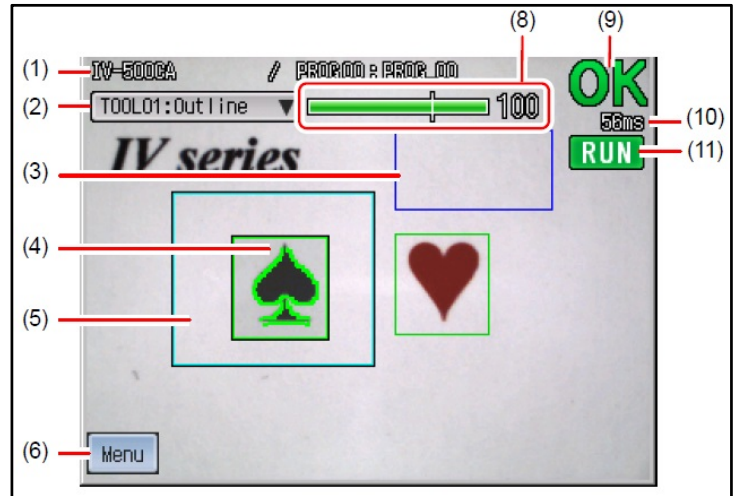 (8) (9)
(1) IV-500CA / PROG00 : PROG_00 OK
(2) TOOL01:Outline ▼ 100 56ms (10)
(3) IV series RUN (11)
(4)
(5)
(6) Menu